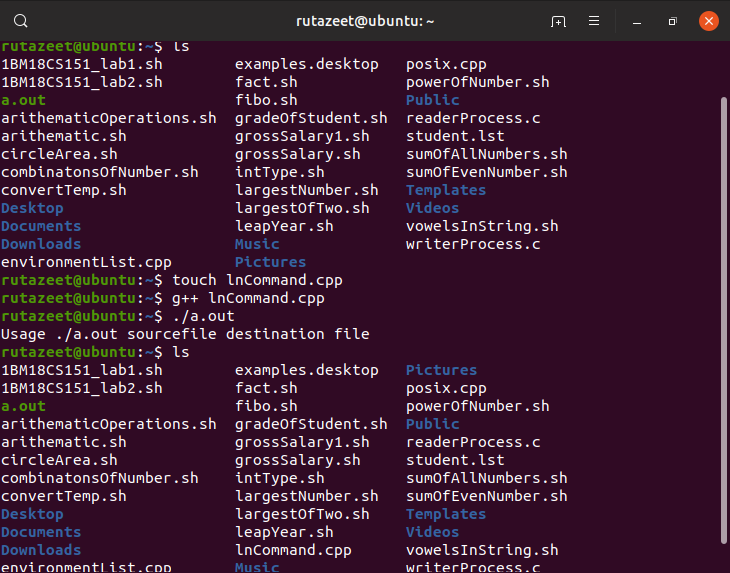 rutazeet@ubuntu: ~
rutazeet@ubuntu:~$ ls
1BM18CS151_lab1.sh examples.desktop posix.cpp
1BM18CS151_lab2.sh fact.sh powerOfNumber.sh
a.out fibo.sh Public
arithematicOperations.sh gradeOfStudent.sh readerProcess.c
arithematic.sh grossSalary1.sh student.lst
circleArea.sh grossSalary.sh sumOfAllNumbers.sh
combinatonsOfNumber.sh intType.sh sumOfEvenNumber.sh
convertTemp.sh largestNumber.sh Templates
Desktop largestOfTwo.sh Videos
Documents leapYear.sh vowelsInString.sh
Downloads Music writerProcess.c
environmentList.cpp Pictures
rutazeet@ubuntu:~$ touch lnCommand.cpp
rutazeet@ubuntu:~$ g++ lnCommand.cpp
rutazeet@ubuntu:~$ ./a.out
Usage ./a.out sourcefile destination file
rutazeet@ubuntu:~$ ls
1BM18CS151_lab1.sh examples.desktop Pictures
1BM18CS151_lab2.sh fact.sh posix.cpp
a.out fibo.sh powerOfNumber.sh
arithematicOperations.sh gradeOfStudent.sh Public
arithematic.sh grossSalary1.sh readerProcess.c
circleArea.sh grossSalary.sh student.lst
combinatonsOfNumber.sh intType.sh sumOfAllNumbers.sh
convertTemp.sh largestNumber.sh sumOfEvenNumber.sh
Desktop largestOfTwo.sh Templates
Documents leapYear.sh Videos
Downloads lnCommand.cpp vowelsInString.sh
environmentList.cpp Music writerProcess.c